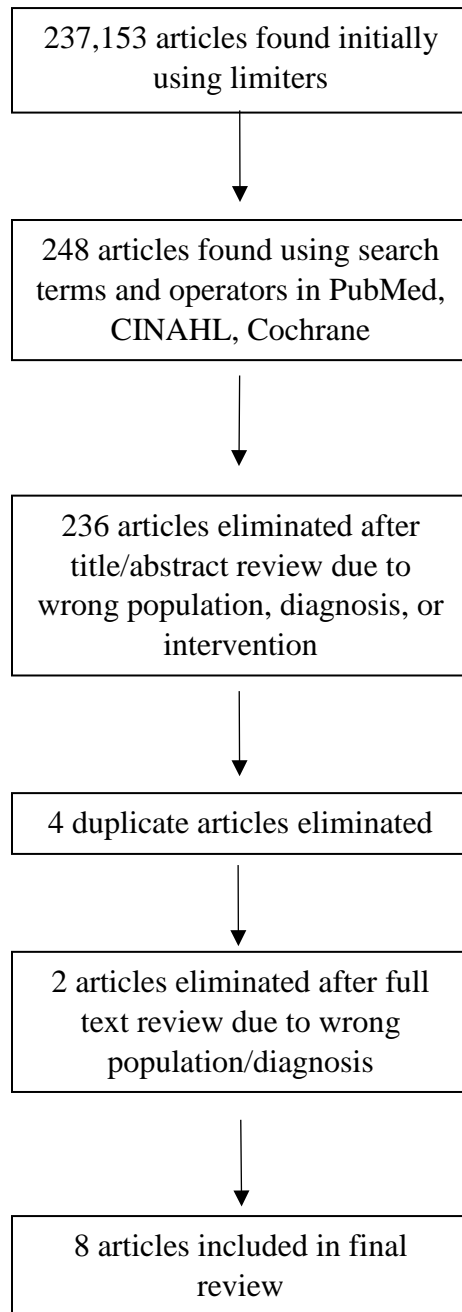 237,153 articles found initially
using limiters
248 articles found using search
terms and operators in PubMed,
CINAHL, Cochrane
236 articles eliminated after
title/abstract review due to
wrong population, diagnosis, or
intervention
4 duplicate articles eliminated
2 articles eliminated after full
text review due to wrong
population/diagnosis
8 articles included in final
review